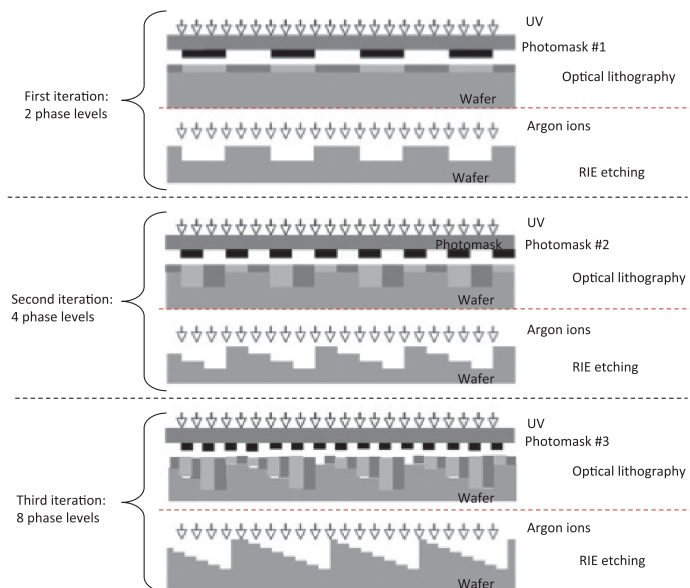 UV
Photomask #1
Optical lithography
Wafer
First iteration:
2 phase levels
Argon ions
RIE etching
Wafer
UV
Photomask
Photomask #2
Optical lithography
Wafer
Second iteration:
4 phase levels
Argon ions
RIE etching
Wafer
UV
Photomask #3
Optical lithography
Wafer
Third iteration:
8 phase levels
Argon ions
RIE etching
Wafer